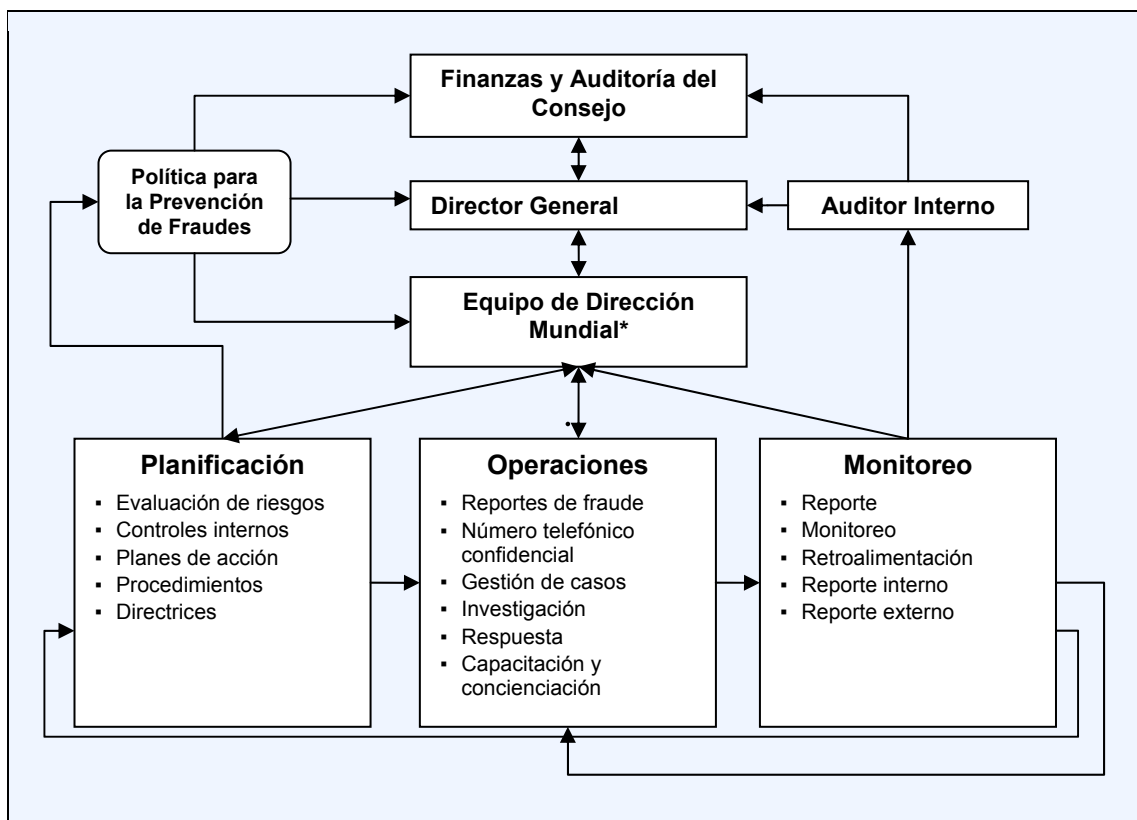 Finanzas y Auditoría del
Consejo
Política para
la Prevención
de Fraudes
Director General
Auditor Interno
Equipo de Dirección
Mundial*
Planificación
▪ Evaluación de riesgos
▪ Controles internos
▪ Planes de acción
▪ Procedimientos
▪ Directrices
Operaciones
▪ Reportes de fraude
▪ Número telefónico
confidencial
▪ Gestión de casos
▪ Investigación
▪ Respuesta
▪ Capacitación y
concienciación
Monitoreo
▪ Reporte
▪ Monitoreo
▪ Retroalimentación
▪ Reporte interno
▪ Reporte externo